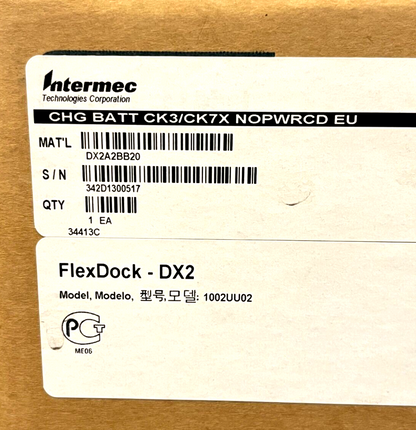 Intermec
Technologies Corporation
CHG BATT CK3/CK7X NOPWRCD EU
MAT'L
DX2A2BB20
S / N
342D1300517
QTY
1 EA
34413C
FlexDock - DX2
Model, Modelo, 型号,모델: 1002UU02
PCT
ME06